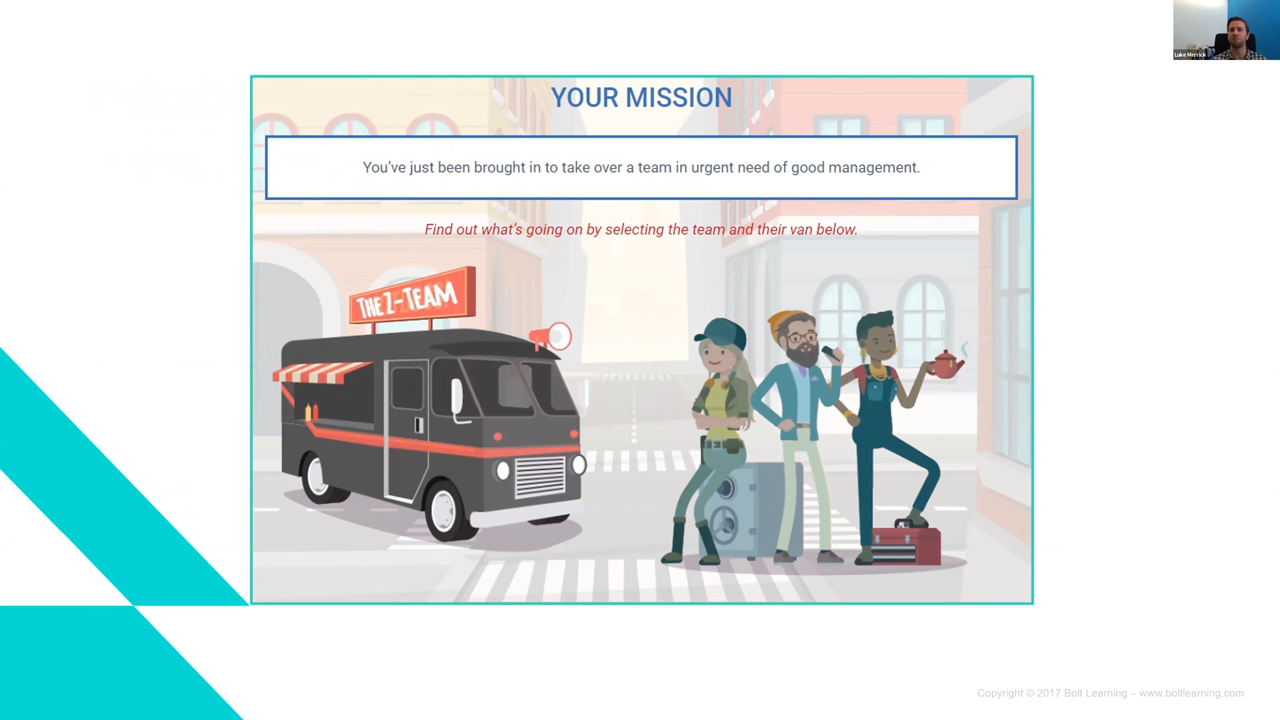 Luke Merrick
YOUR MISSION
You’ve just been brought in to take over a team in urgent need of good management.
Find out what’s going on by selecting the team and their van below.
THE Z-TEAM
Copyright © 2017 Bolt Learning – www.boltlearning.com